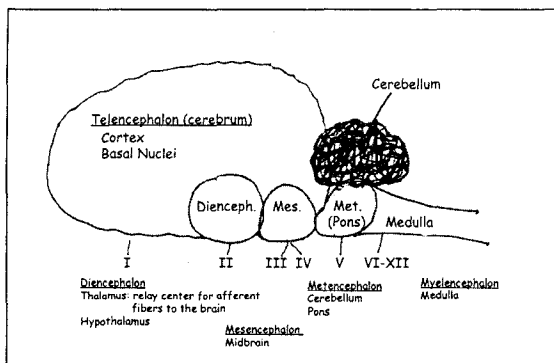 Cerebellum
Telencephalon (cerebrum)
Cortex
Basal Nuclei
Dienceph.
Mes.
Met.
(Pons)
Medulla
I
II
III
IV
V
VI-XII
Diencephalon
Thalamus: relay center for afferent
fibers to the brain
Hypothalamus
Mesencephalon
Midbrain
Metencephalon
Cerebellum
Pons
Myelencephalon
Medulla